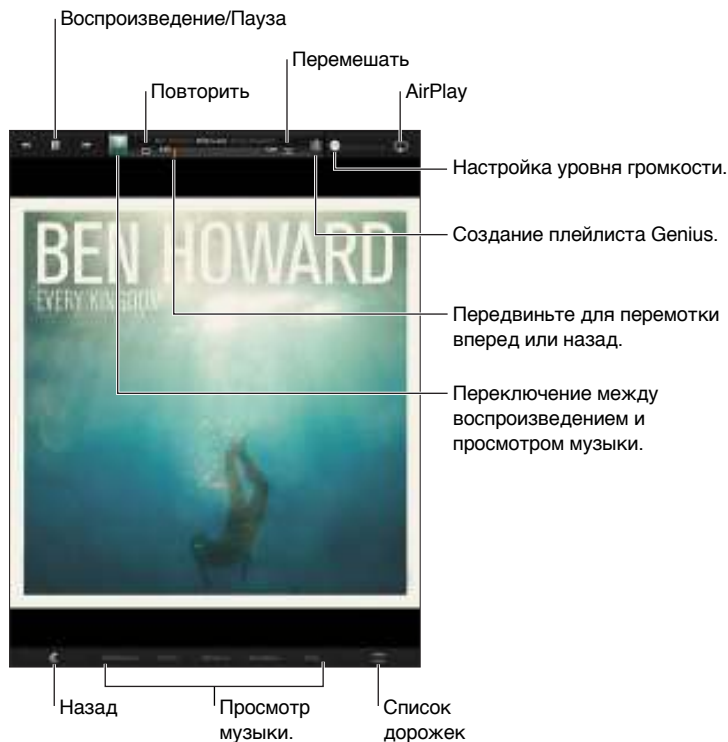 Воспроизведение/Пауза
Перемешать
Повторить
AirPlay
Настройка уровня громкости.
BEN HOWARD
EVERY KINGDOM
Создание плейлиста Genius.
Передвиньте для перемотки
вперед или назад.
Переключение между
воспроизведением и
просмотром музыки.
Назад
Просмотр
музыки.
Список
дорожек